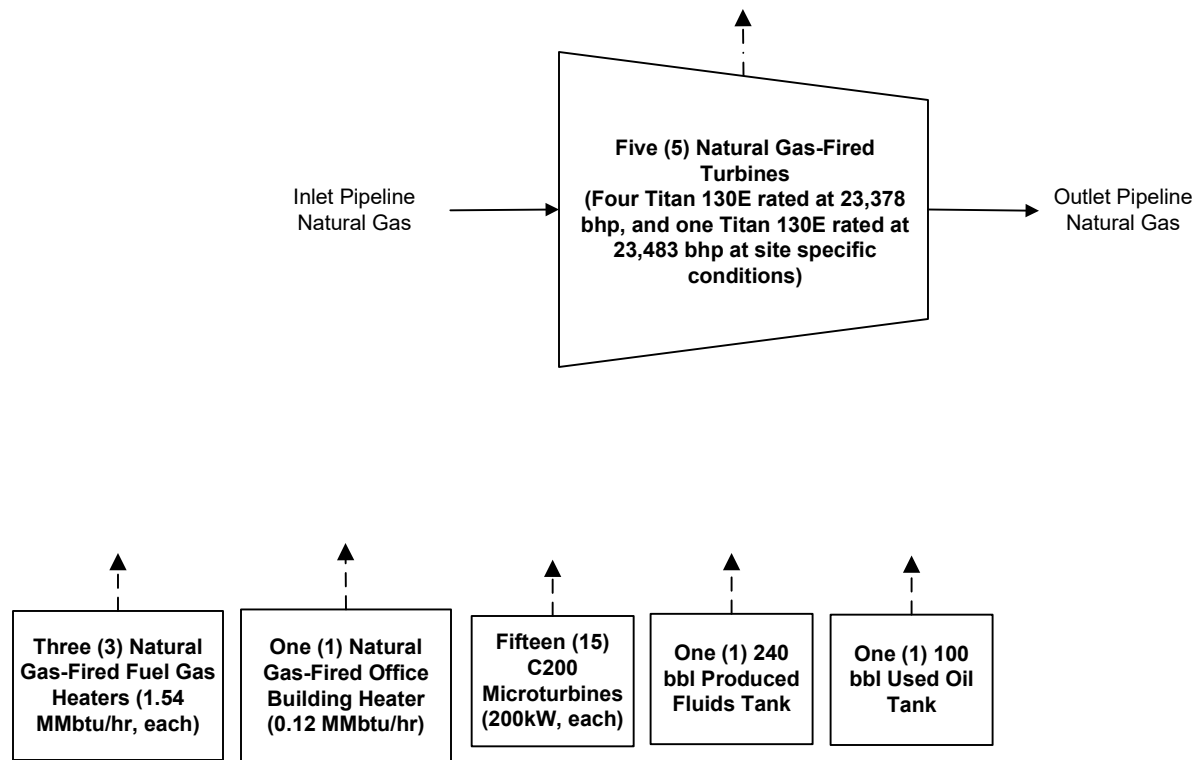 Five (5) Natural Gas-Fired
Turbines
(Four Titan 130E rated at 23,378
bhp, and one Titan 130E rated at
23,483 bhp at site specific
conditions)
Inlet Pipeline
Natural Gas
Outlet Pipeline
Natural Gas
Three (3) Natural
Gas-Fired Fuel Gas
Heaters (1.54
MMbtu/hr, each)
One (1) Natural
Gas-Fired Office
Building Heater
(0.12 MMbtu/hr)
Fifteen (15)
C200
Microturbines
(200kW, each)
One (1) 240
bbl Produced
Fluids Tank
One (1) 100
bbl Used Oil
Tank